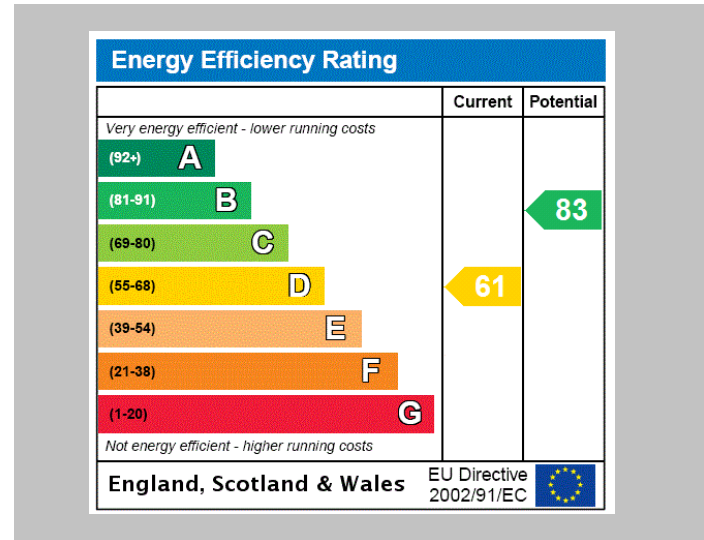 Energy Efficiency Rating
Current Potential
Very energy efficient - lower running costs
(92+) A
(81-91) B
83
(69-80) C
(55-68) D
61
(39-54) E
(21-38) F
(1-20) G
Not energy efficient - higher running costs
England, Scotland & Wales
EU Directive
2002/91/EC